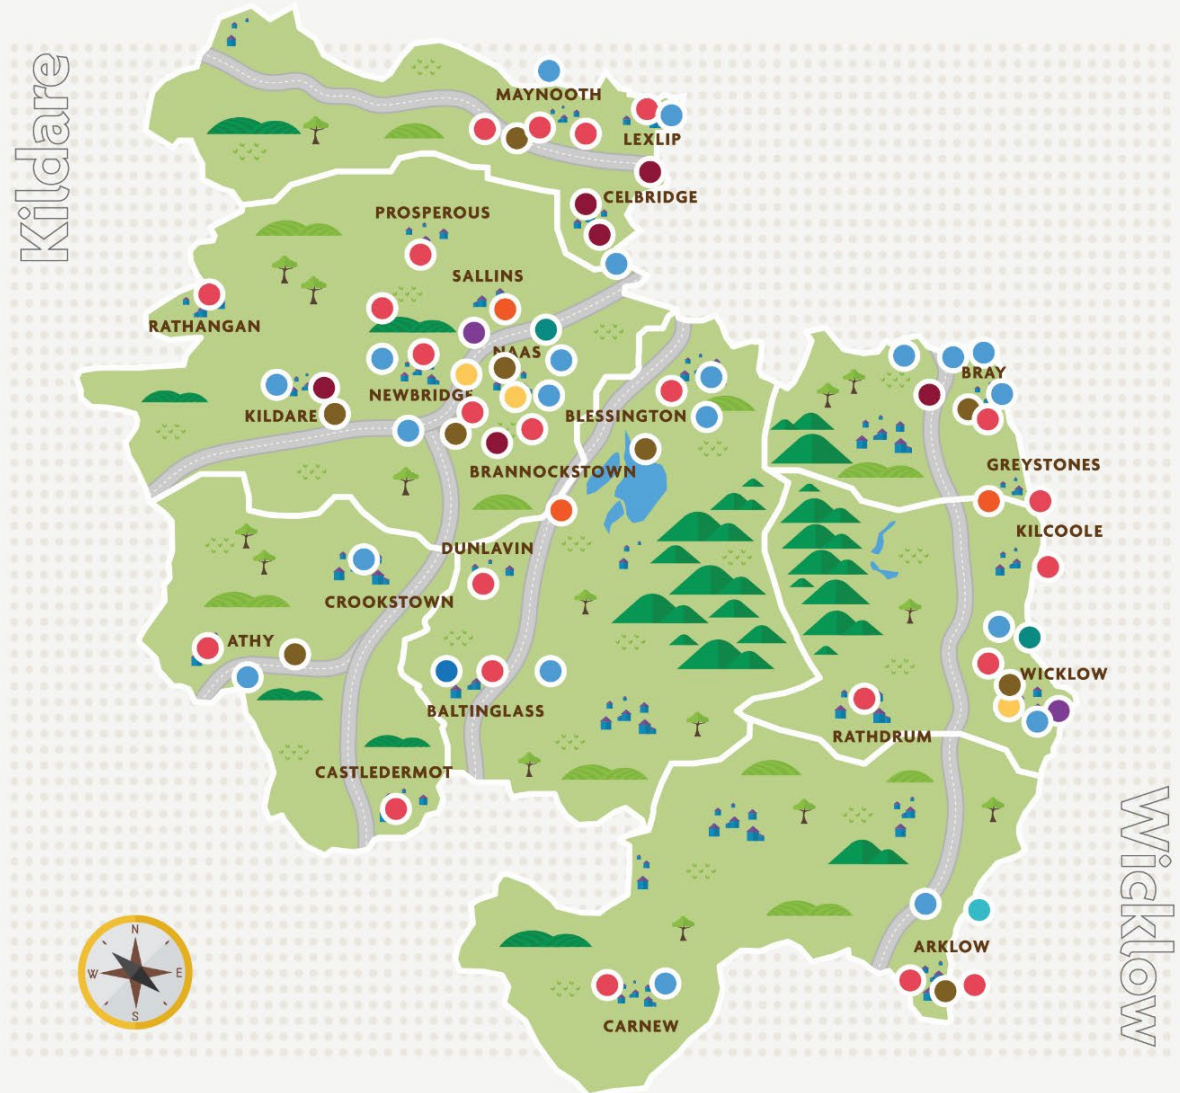 Kildare
MAYNOOTH
LEXLIP
CELBRIDGE
PROSPEROUS
SALLINS
RATHANGAN
NAAS
NEWBRIDGE
KILDARE
BLESSINGTON
BRAY
BRANNOCKSTOWN
GREYSTONES
KILCOOLE
DUNLAVIN
CROOKSTOWN
ATHY
WICKLOW
BALTINGLASS
RATHDRUM
CASTLEDERMOT
Wicklow
N
W E
S
ARKLOW
CARNEW